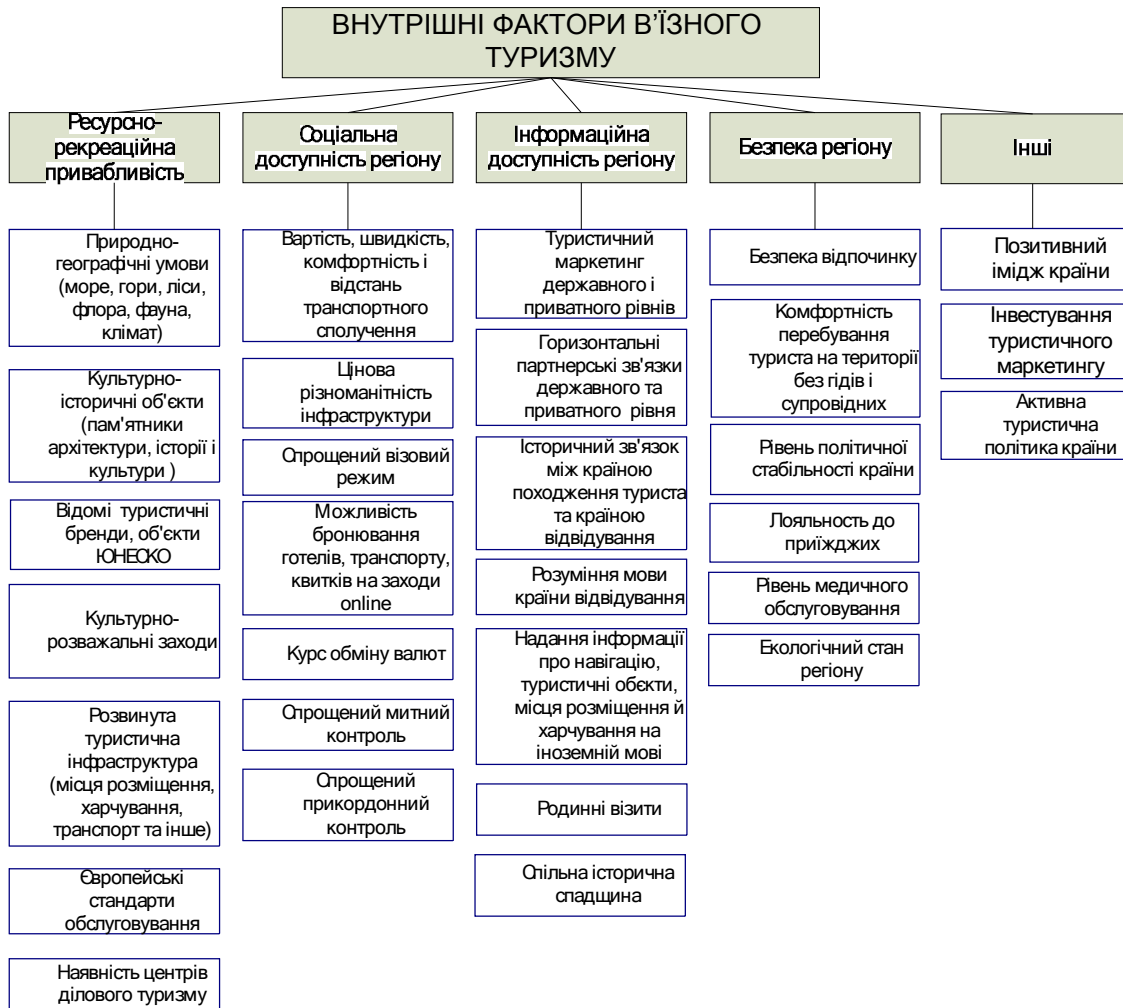 ВНУТРІШНІ ФАКТОРИ В'ЇЗНОГО
ТУРИЗМУ
Ресурсно-
рекреаційна
привабливість
Природно-
географічні умови
(море, гори, ліси,
флора, фауна,
клімат)
Культурно-
історичні об'єкти
(пам'ятники
архітектури, історії і
культури )
Відомі туристичні
бренди, об'єкти
ЮНЕСКО
Культурно-
розважальні заходи
Розвинута
туристична
інфраструктура
(місця розміщення,
харчування,
транспорт та інше)
Європейські
стандарти
обслуговування
Наявність центрів
ділового туризму
Соціальна
доступність регіону
Вартість, швидкість,
комфортність і
відстань
транспортного
сполучення
Цінова
різноманітність
інфраструктури
Спрощений візовий
режим
Можливість
бронювання
готелів, транспорту,
квитків на заходи
online
Курс обміну валют
Спрощений митний
контроль
Спрощений
прикордонний
контроль
Інформаційна
доступність регіону
Туристичний
маркетинг
державного і
приватного рівнів
Горизонтальні
партнерські зв'язки
державного та
приватного рівня
Історичний зв'язок
між країною
походження туриста
та країною
відвідування
Розуміння мови
країни відвідування
Надання інформації
про навігацію,
туристичні обєкти,
місця розміщення й
харчування на
іноземній мові
Родинні візити
Спільна історична
спадщина
Безпека регіону
Безпека відпочинку
Комфортність
перебування
туриста на території
без гідів і
супровідних
Рівень політичної
стабільності країни
Лояльность до
приїжджих
Рівень медичного
обслуговування
Екологічний стан
регіону
Інші
Позитивний
імідж країни
Інвестування
туристичного
маркетингу
Активна
туристична
політика країни